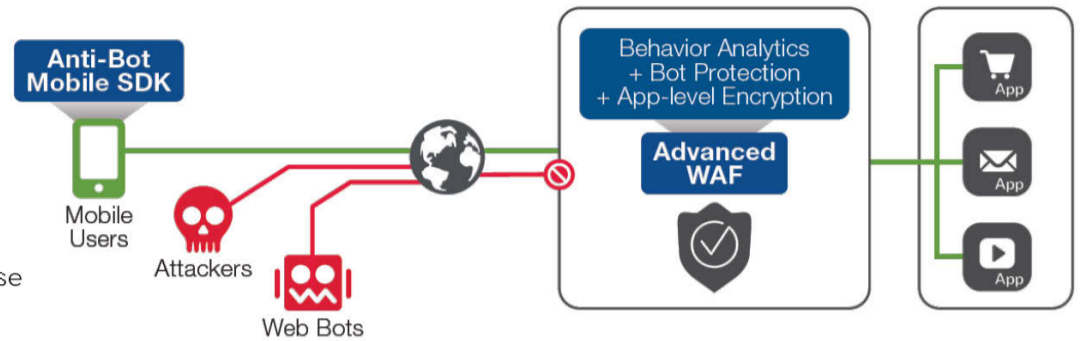 Anti-Bot
Mobile SDK
Mobile
Users
Attackers
Web Bots
se
Behavior Analytics
+ Bot Protection
+ App-level Encryption
Advanced
WAF
App
App
App